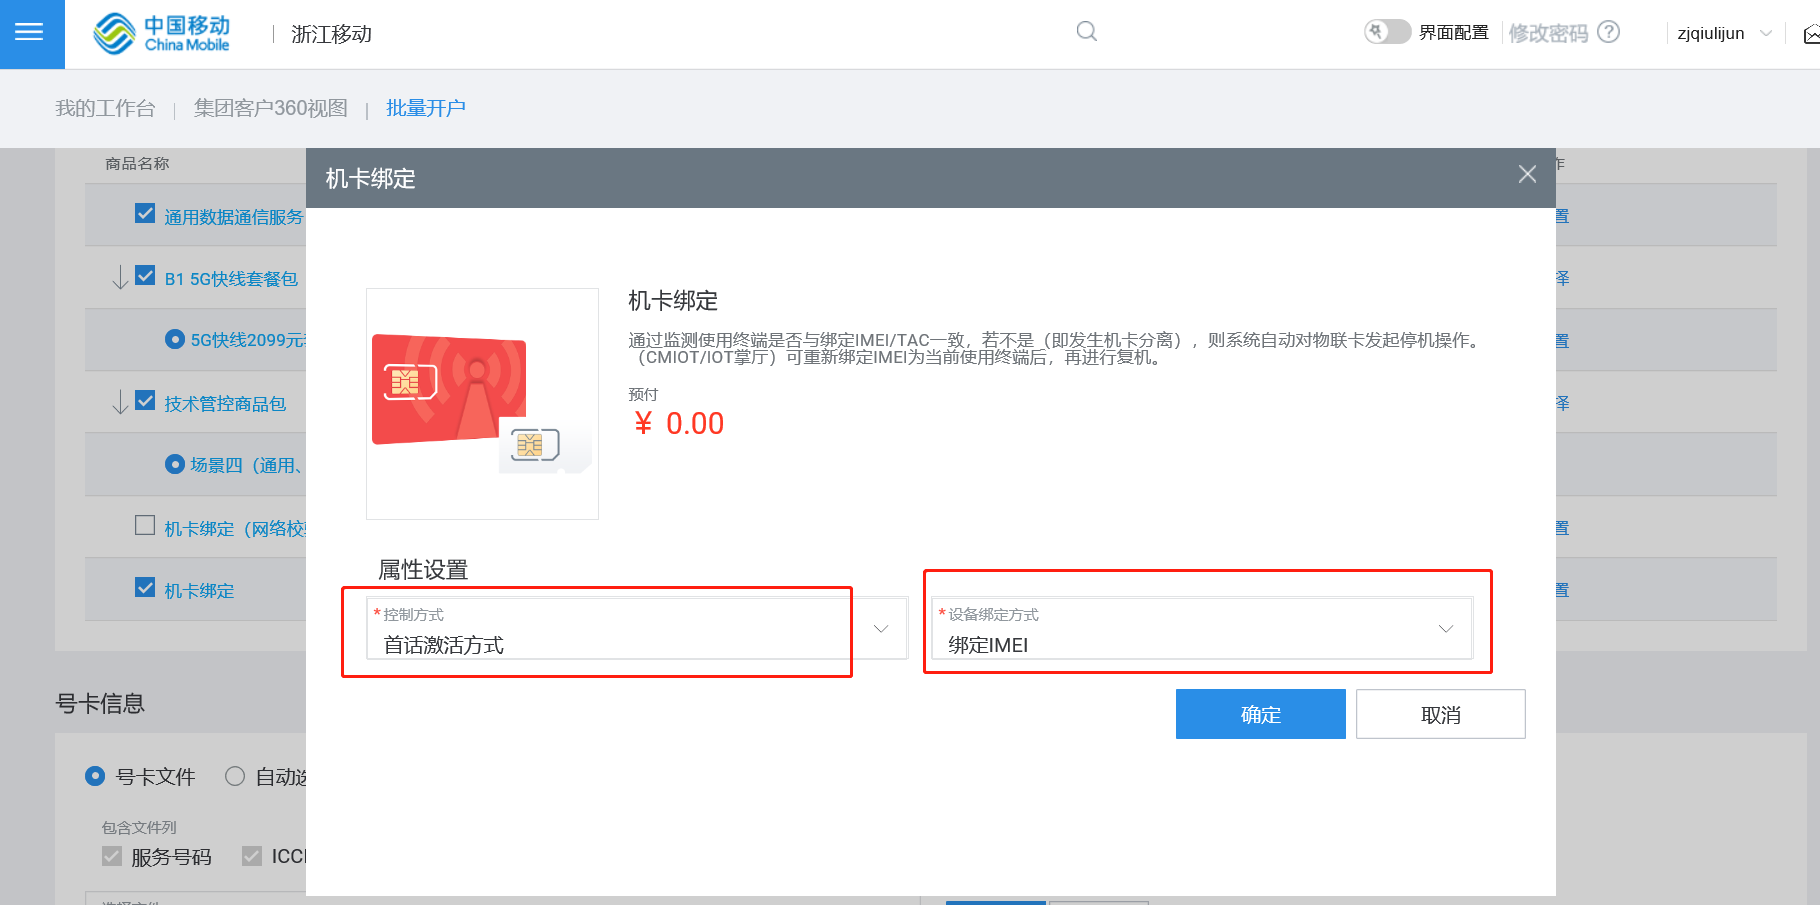 中国移动
China Mobile
浙江移动
界面配置
修改密码
zjqiulijun
我的工作台
集团客户360视图
批量开户
商品名称
作
机卡绑定
通用数据通信服务
置
B1 5G快线套餐包
择
5G快线2099元
置
技术管控商品包
择
场景四（通用、
机卡绑定（网络校
置
机卡绑定
置
机卡绑定
通过监测使用终端是否与绑定IMEI/TAC一致，若不是（即发生机卡分离），则系统自动对物联卡发起停机操作。
（CMIOT/IOT掌厅）可重新绑定IMEI为当前使用终端后，再进行复机。
预付
¥ 0.00
属性设置
*控制方式
首话激活方式
*设备绑定方式
绑定IMEI
确定
取消
号卡信息
号卡文件
自动选
包含文件列
服务号码
ICCI